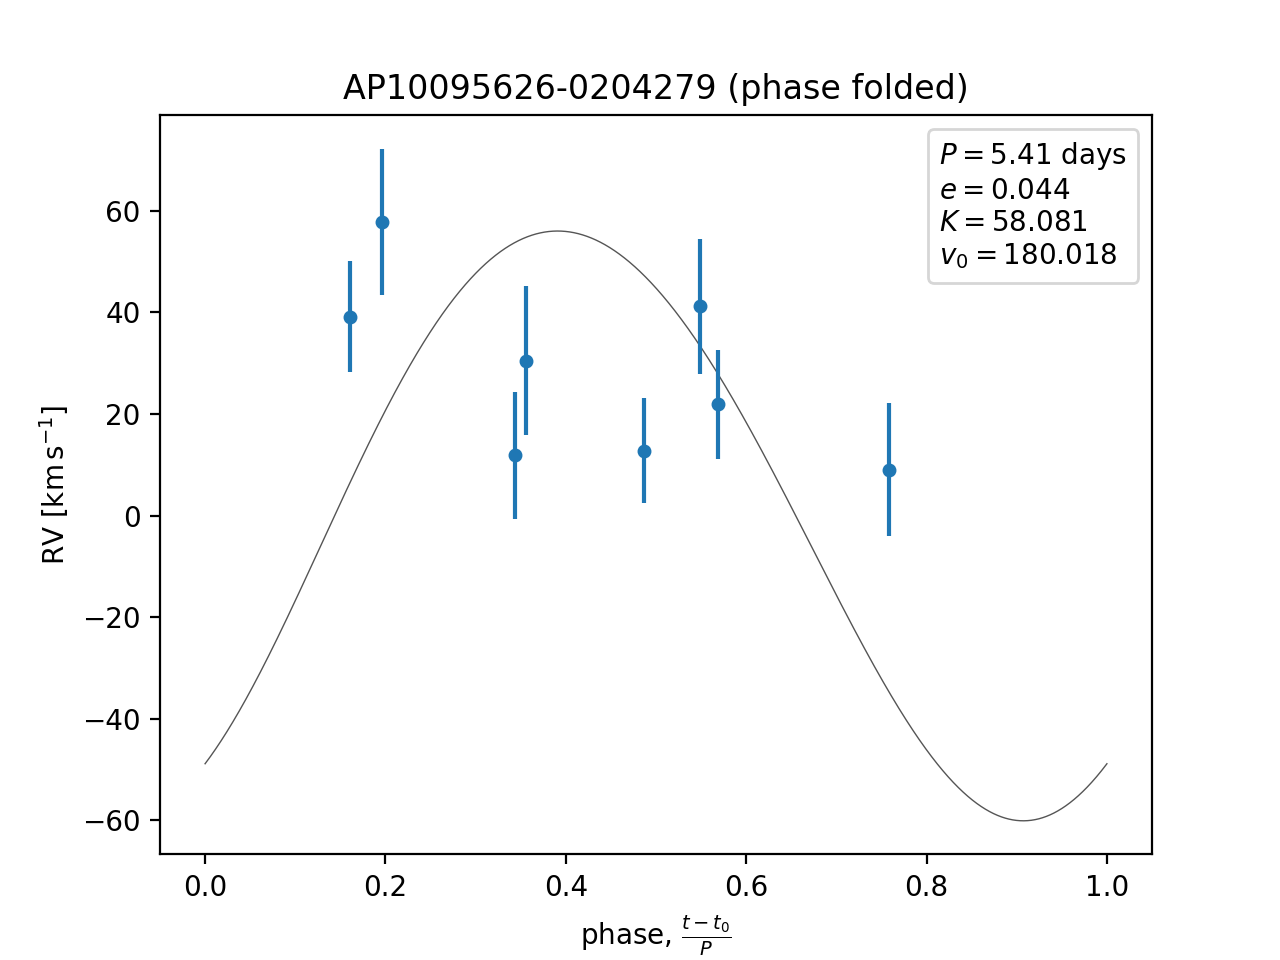 AP10095626-0204279 (phase folded)
P = 5.41 days
e = 0.044
K = 58.081
v₀ = 180.018
60
40
20
0
−20
−40
−60
RV [km s⁻¹]
0.0 0.2 0.4 0.6 0.8 1.0
phase, (t − t₀)/P